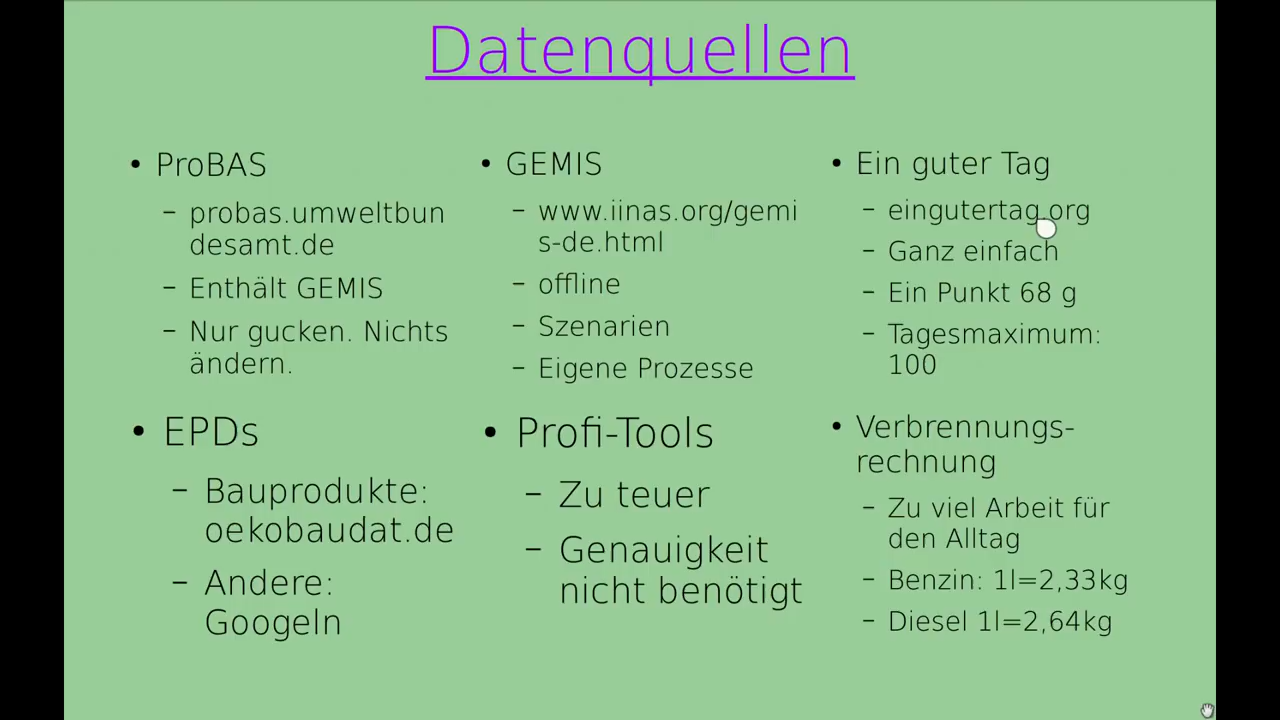 Datenquellen
• ProBAS
– probas.umweltbun
desamt.de
– Enthält GEMIS
– Nur gucken. Nichts
ändern.
• GEMIS
– www.iinas.org/gemi
s-de.html
– offline
– Szenarien
– Eigene Prozesse
• Ein guter Tag
– eingutertag.org
– Ganz einfach
– Ein Punkt 68 g
– Tagesmaximum:
100
• EPDs
– Bauprodukte:
oekobaudat.de
– Andere:
Googeln
• Profi-Tools
– Zu teuer
– Genauigkeit
nicht benötigt
• Verbrennungs-
rechnung
– Zu viel Arbeit für
den Alltag
– Benzin: 1l=2,33kg
– Diesel 1l=2,64kg